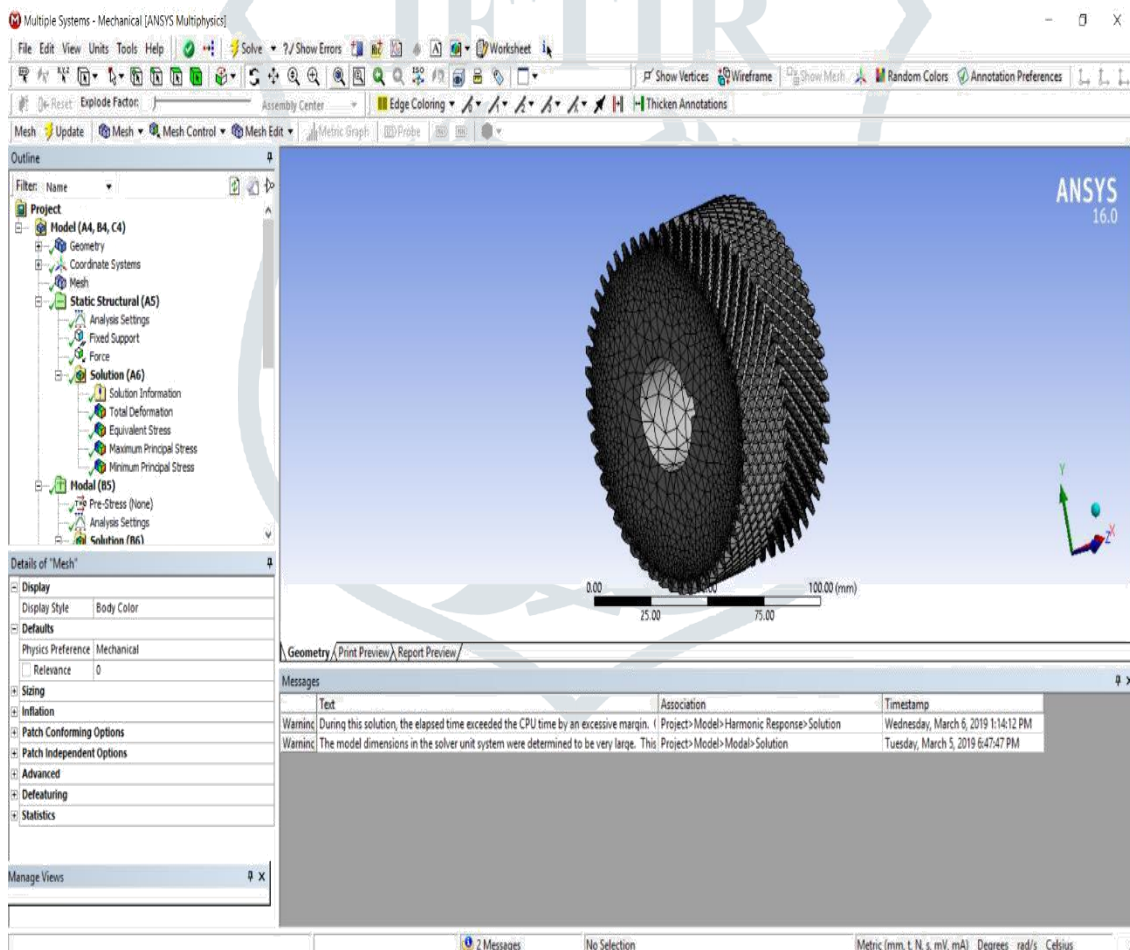 JETIR
Multiple Systems - Mechanical [ANSYS Multiphysics]
File Edit View Units Tools Help Solve ?/ Show Errors Worksheet
Show Vertices Wireframe Show Mesh Random Colors Annotation Preferences
Reset Explode Factor: Assembly Center Edge Coloring Thicken Annotations
Mesh Update Mesh Mesh Control Mesh Edit Metric Graph Probe
Outline
Filter: Name
Project
Model (A4, B4, C4)
Geometry
Coordinate Systems
Mesh
Static Structural (A5)
Analysis Settings
Fixed Support
Force
Solution (A6)
Solution Information
Total Deformation
Equivalent Stress
Maximum Principal Stress
Minimum Principal Stress
Modal (B5)
Pre-Stress (None)
Analysis Settings
Solution (B6)
ANSYS
16.0
Y
X
Z
0.00 100.00 (mm)
25.00 75.00
Details of "Mesh"
Display
Display Style Body Color
Defaults
Physics Preference Mechanical
Relevance 0
Sizing
Inflation
Patch Conforming Options
Patch Independent Options
Advanced
Defeaturing
Statistics
Manage Views
Geometry Print Preview Report Preview
Messages
Text Association Timestamp
Warning During this solution, the elapsed time exceeded the CPU time by an excessive margin. ( Project>Model>Harmonic Response>Solution Wednesday, March 6, 2019 1:14:12 PM
Warning The model dimensions in the solver unit system were determined to be very large. This Project>Model>Modal>Solution Tuesday, March 5, 2019 6:47:47 PM
2 Messages No Selection Metric (mm, t, N, s, mV, mA) Degrees rad/s Celsius